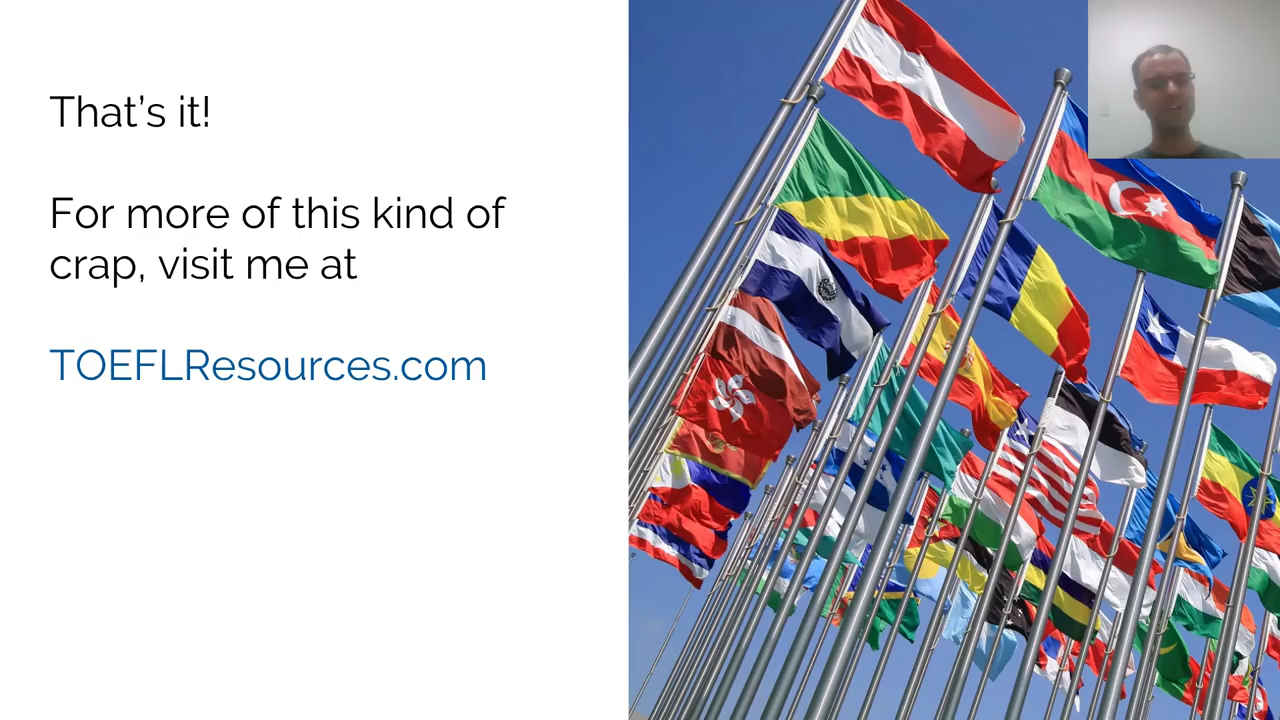 That’s it!
For more of this kind of
crap, visit me at
TOEFLResources.com